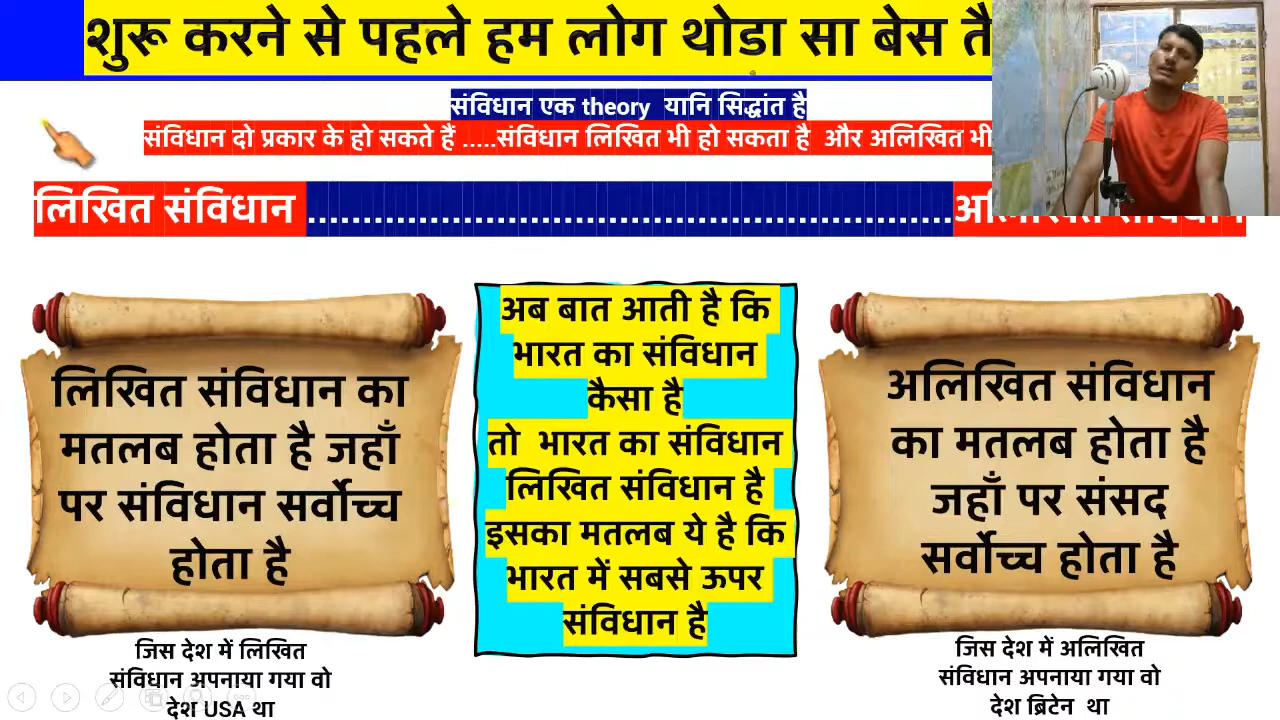 शुरू करने से पहले हम लोग थोडा सा बेस
संविधान एक theory यानि सिद्धांत है
संविधान दो प्रकार के हो सकते हैं .....संविधान लिखित भी हो सकता है और अलिखित भी
लिखित संविधान ........................................................
लिखित संविधान का
मतलब होता है जहाँ
पर संविधान सर्वोच्च
होता है
जिस देश में लिखित
संविधान अपनाया गया वो
देश USA था
अब बात आती है कि
भारत का संविधान
कैसा है
तो भारत का संविधान
लिखित संविधान है
इसका मतलब ये है कि
भारत में सबसे ऊपर
संविधान है
अलिखित संविधान
का मतलब होता है
जहाँ पर संसद
सर्वोच्च होता है
जिस देश में अलिखित
संविधान अपनाया गया वो
देश ब्रिटेन था